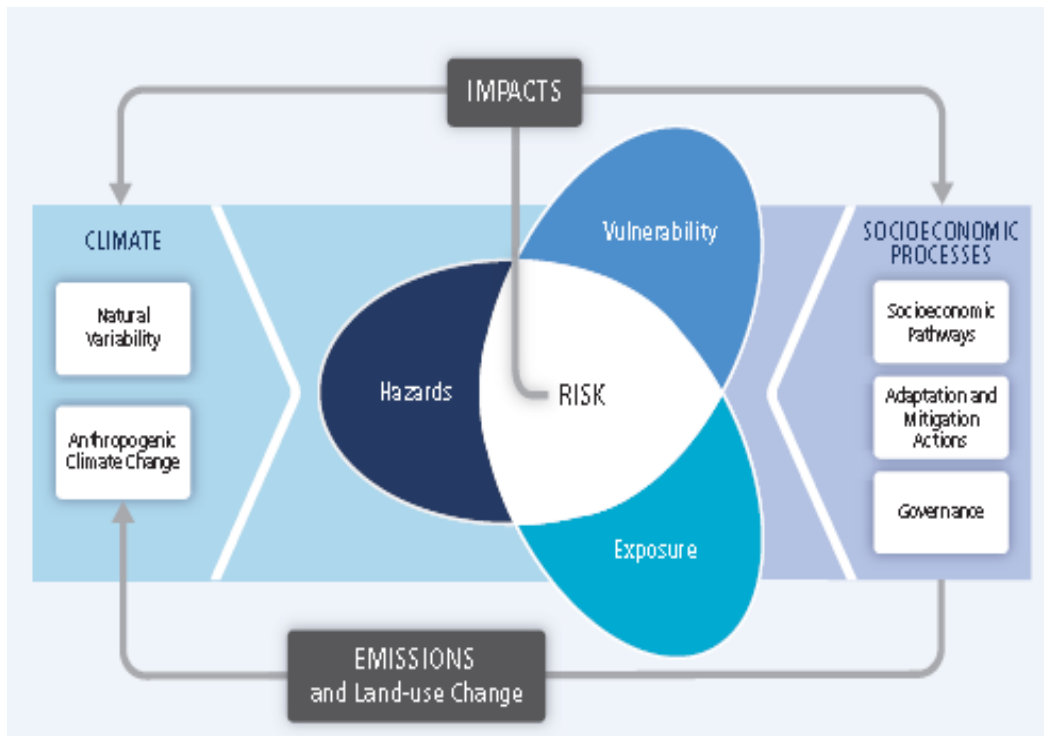 IMPACTS
CLIMATE
Natural
Variability
Anthropogenic
Climate Change
Vulnerability
Hazards
RISK
Exposure
SOCIOECONOMIC
PROCESSES
Socioeconomic
Pathways
Adaptation and
Mitigation
Actions
Governance
EMISSIONS
and Land-use Change